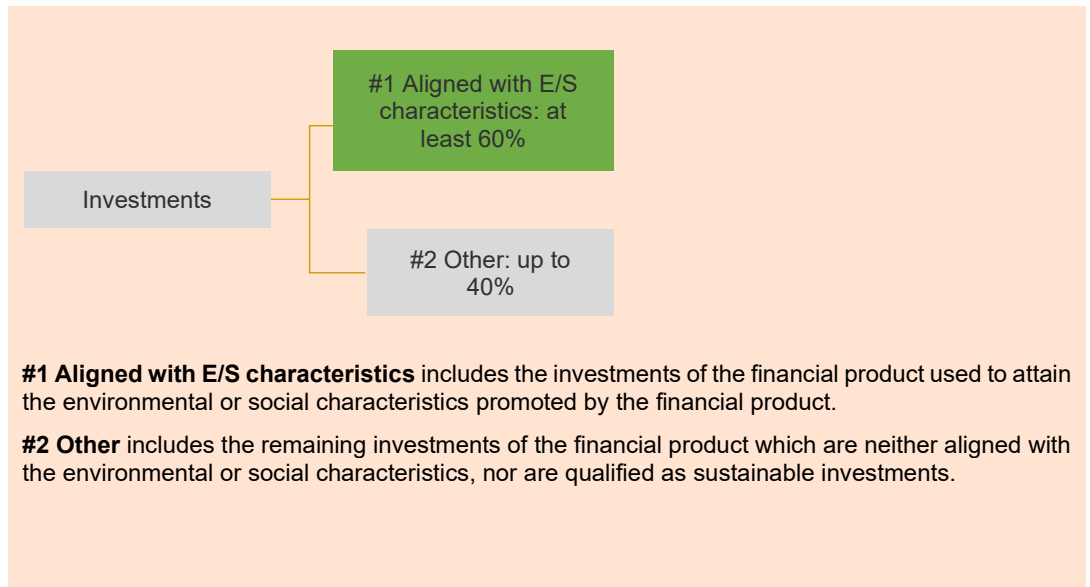 #1 Aligned with E/S
characteristics: at
least 60%
Investments
#2 Other: up to
40%
#1 Aligned with E/S characteristics includes the investments of the financial product used to attain
the environmental or social characteristics promoted by the financial product.
#2 Other includes the remaining investments of the financial product which are neither aligned with
the environmental or social characteristics, nor are qualified as sustainable investments.